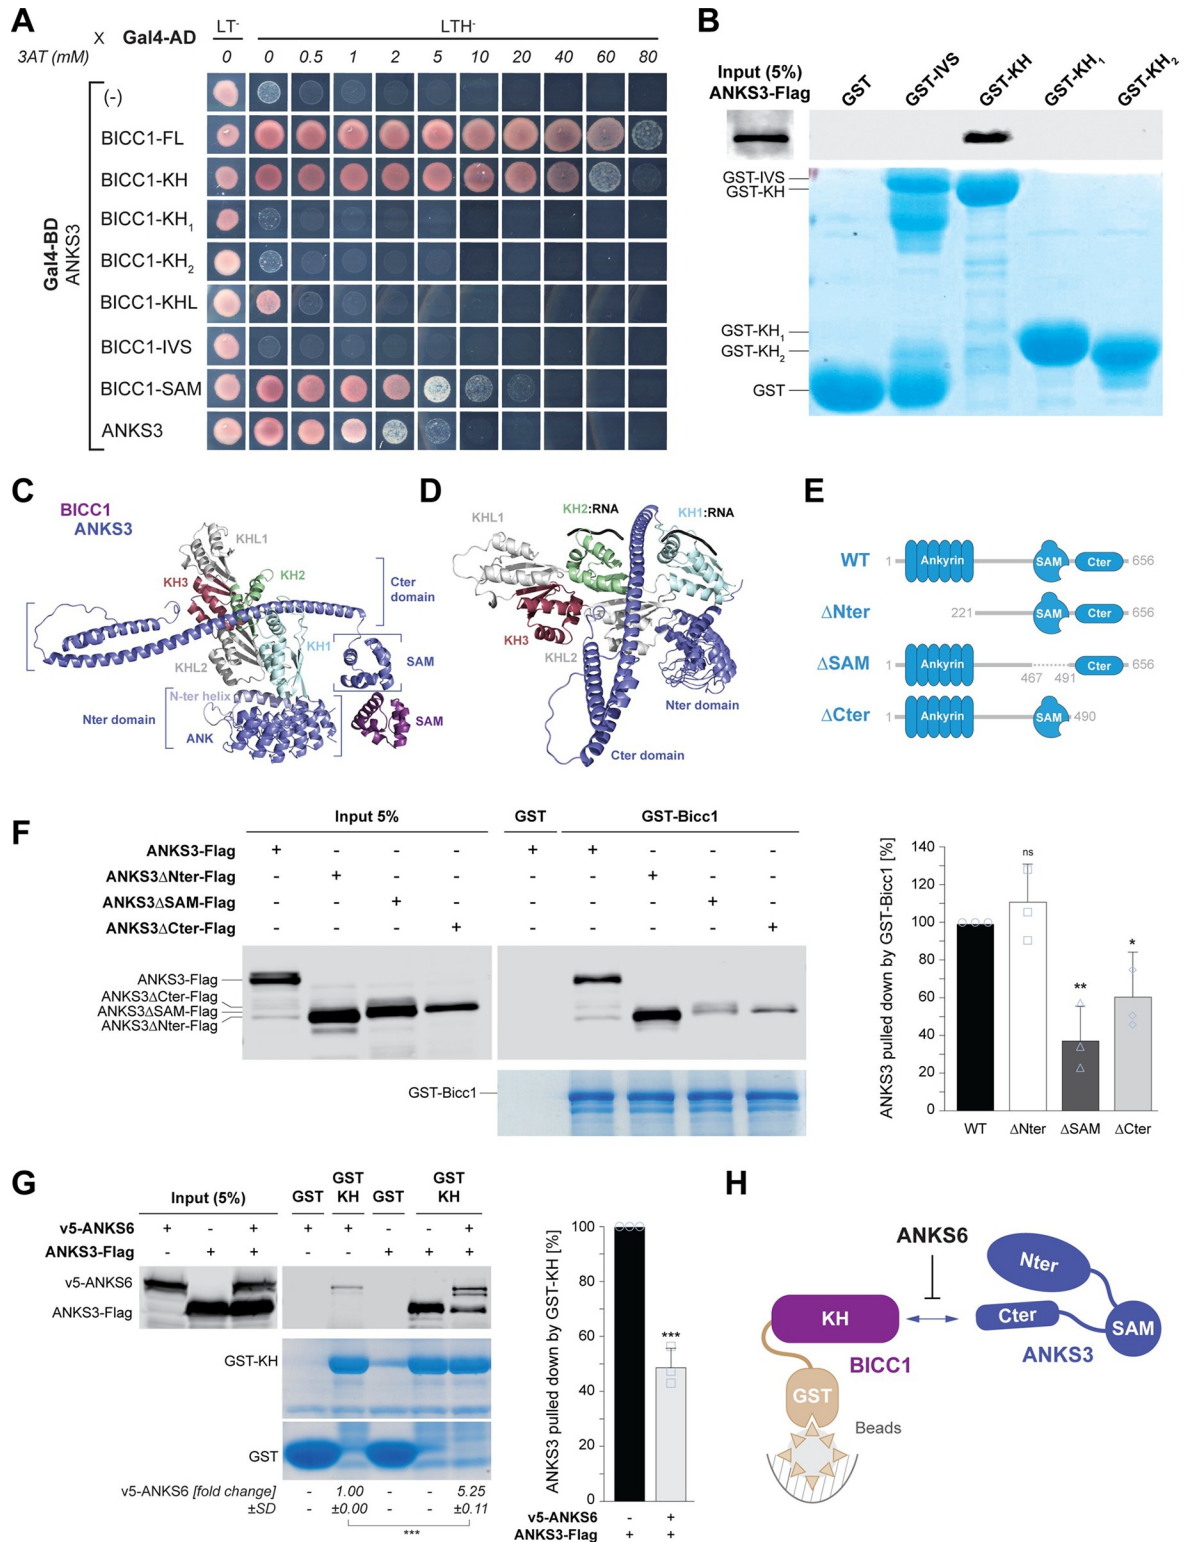 A
X Gal4-AD
LT-
LTH-
3AT (mM)
0 0 0.5 1 2 5 10 20 40 60 80
Gal4-BD
ANKS3
(-)
BICC1-FL
BICC1-KH
BICC1-KH1
BICC1-KH2
BICC1-KHL
BICC1-IVS
BICC1-SAM
ANKS3
B
Input (5%)
ANKS3-Flag
GST
GST-IVS
GST-KH
GST-KH1
GST-KH2
GST-IVS
GST-KH
GST-KH1
GST-KH2
GST
C
BICC1
ANKS3
KHL1
KH3
KH2
Cter
domain
KH1
KHL2
SAM
N-ter helix
Nter domain
ANK
SAM
D
KH2:RNA
KH1:RNA
KHL1
KH3
KHL2
Nter domain
Cter domain
E
WT 1 Ankyrin SAM Cter 656
ΔNter 221 SAM Cter 656
ΔSAM 1 Ankyrin Cter 656
467 491
ΔCter 1 Ankyrin SAM 490
F
Input 5% GST GST-Bicc1
ANKS3-Flag + - - - + + - - -
ANKS3ΔNter-Flag - + - - - - + - -
ANKS3ΔSAM-Flag - - + - - - - + -
ANKS3ΔCter-Flag - - - + - - - - +
ANKS3-Flag
ANKS3ΔCter-Flag
ANKS3ΔSAM-Flag
ANKS3ΔNter-Flag
GST-Bicc1
ANKS3 pulled down by GST-Bicc1 [%]
140
120
100
80
60
40
20
0
ns
**
*
WT ΔNter ΔSAM ΔCter
G
Input (5%)
GST
GST
KH
GST
GST
KH
v5-ANKS6 + - + + + - - +
ANKS3-Flag - + + - - + + +
v5-ANKS6
ANKS3-Flag
GST-KH
GST
v5-ANKS6 [fold change] - 1.00 - - 5.25
±SD - ±0.00 - - ±0.11
***
ANKS3 pulled down by GST-KH [%]
100
80
60
40
20
0
***
v5-ANKS6 - +
ANKS3-Flag + +
H
ANKS6
Nter
KH
Cter
SAM
BICC1
ANKS3
GST
Beads